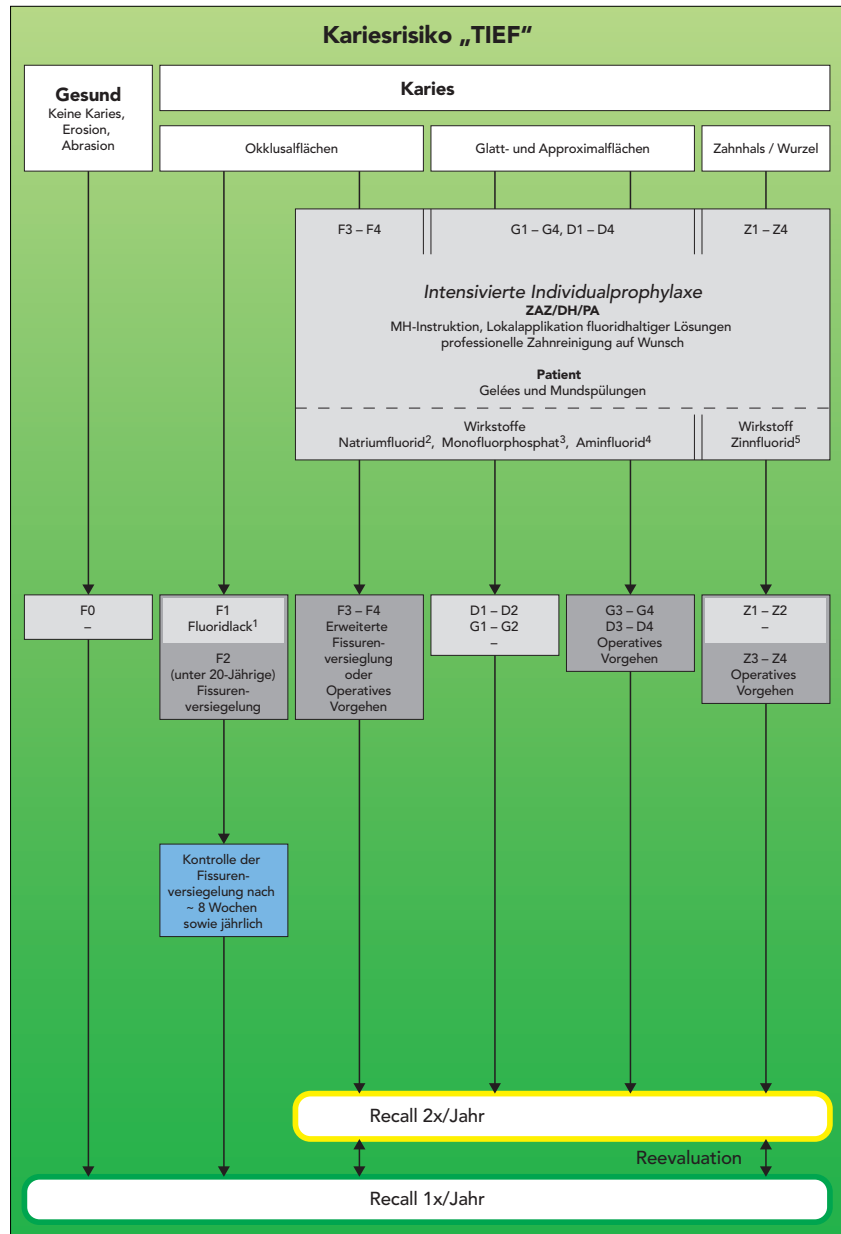 Kariesrisiko „TIEF“
Gesund
Keine Karies,
Erosion,
Abrasion
Karies
Okklusalflächen
Glatt- und Approximalflächen
Zahnhals / Wurzel
F3 – F4
G1 – G4, D1 – D4
Z1 – Z4
Intensivierte Individualprophylaxe
ZAZ/DH/PA
MH-Instruktion, Lokalapplikation fluoridhaltiger Lösungen
professionelle Zahnreinigung auf Wunsch
Patient
Gelées und Mundspülungen
Wirkstoffe
Natriumfluorid², Monofluorphosphat³, Aminfluorid⁴
Wirkstoff
Zinnfluorid⁵
F0
–
F1
Fluoridlack¹
F2
(unter 20-Jährige)
Fissuren-
versiegelung
F3 – F4
Erweiterte
Fissuren-
versieglung
oder
Operatives
Vorgehen
D1 – D2
G1 – G2
–
G3 – G4
D3 – D4
Operatives
Vorgehen
Z1 – Z2
–
Z3 – Z4
Operatives
Vorgehen
Kontrolle der
Fissuren-
versiegelung nach
~ 8 Wochen
sowie jährlich
Recall 2x/Jahr
Reevaluation
Recall 1x/Jahr